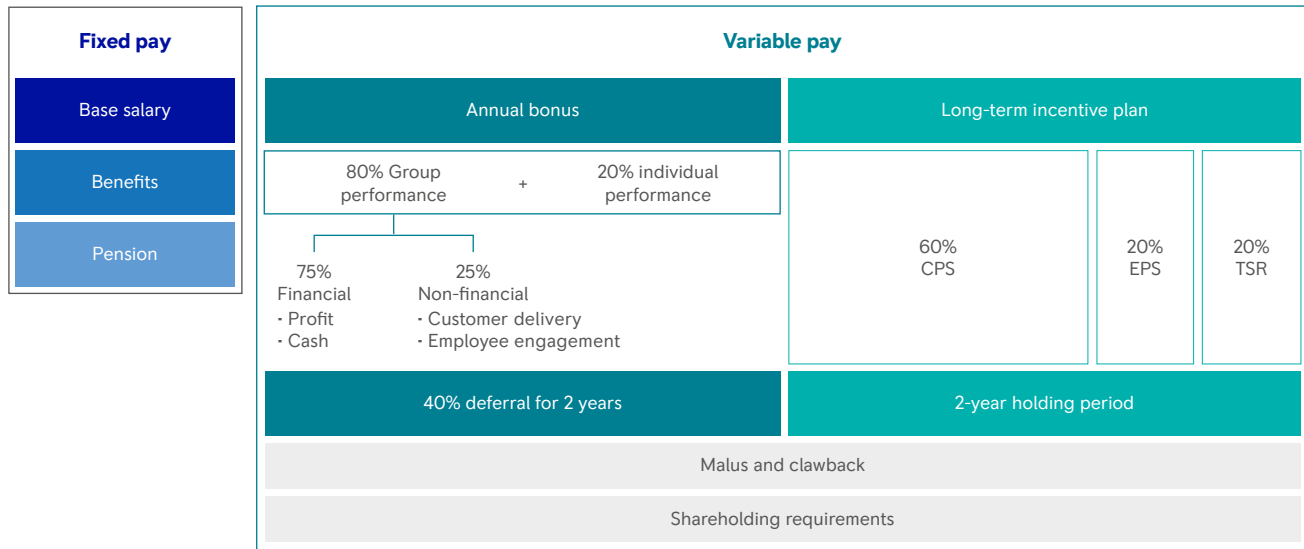 Fixed pay
Base salary
Benefits
Pension
Variable pay
Annual bonus
80% Group
performance
+
20% individual
performance
75%
Financial
· Profit
· Cash
25%
Non-financial
· Customer delivery
· Employee engagement
40% deferral for 2 years
Long-term incentive plan
60%
CPS
20%
EPS
20%
TSR
2-year holding period
Malus and clawback
Shareholding requirements